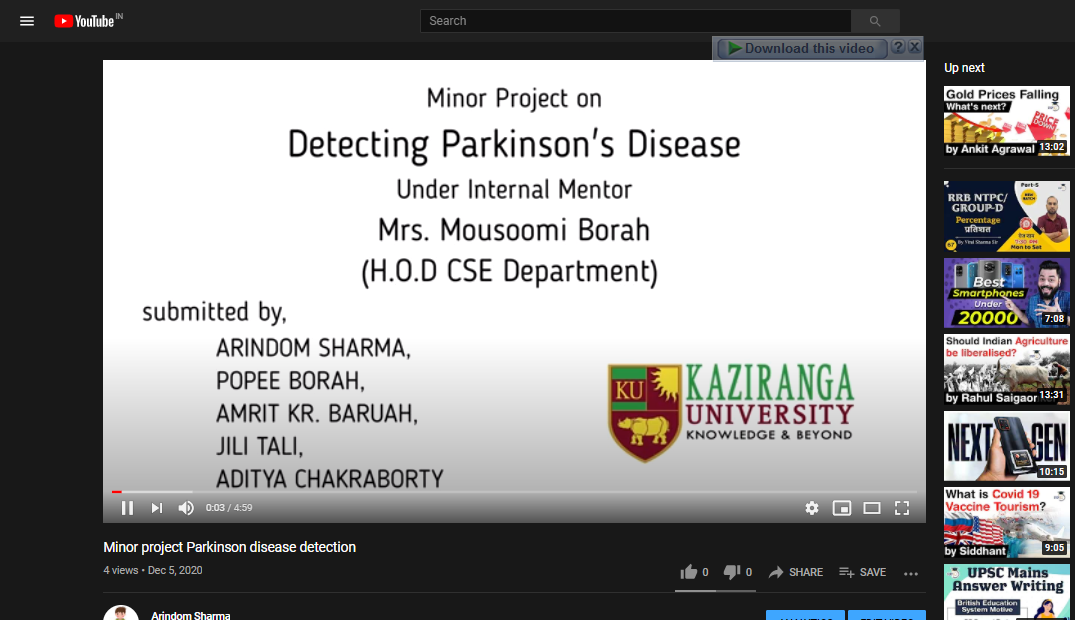 YouTube IN
Search
Download this video ? X
Minor Project on
Detecting Parkinson's Disease
Under Internal Mentor
Mrs. Mousoomi Borah
(H.O.D CSE Department)
submitted by,
ARINDOM SHARMA,
POPEE BORAH,
AMRIT KR. BARUAH,
JILI TALI,
ADITYA CHAKRABORTY
KU
KAZIRANGA
UNIVERSITY
KNOWLEDGE & BEYOND
0:03 / 4:59
Minor project Parkinson disease detection
4 views • Dec 5, 2020
0
0
SHARE
SAVE
Arindom Sharma
Up next
Gold Prices Falling
What's next?
PRICE
DOWN
by Ankit Agrawal
13:02
Part-5
RRB NTPC/
GROUP-D
Percentage
प्रतिशत
By Viral Sharma Sir
Mon to Sat
Best
Smartphones
Under
20000
7:08
Should Indian Agriculture
be liberalised?
by Rahul Saigaon
13:31
NEXT GEN
10:15
What is Covid 19
Vaccine Tourism?
by Siddhant
9:05
UPSC Mains
Answer Writing
British Education
System Motive